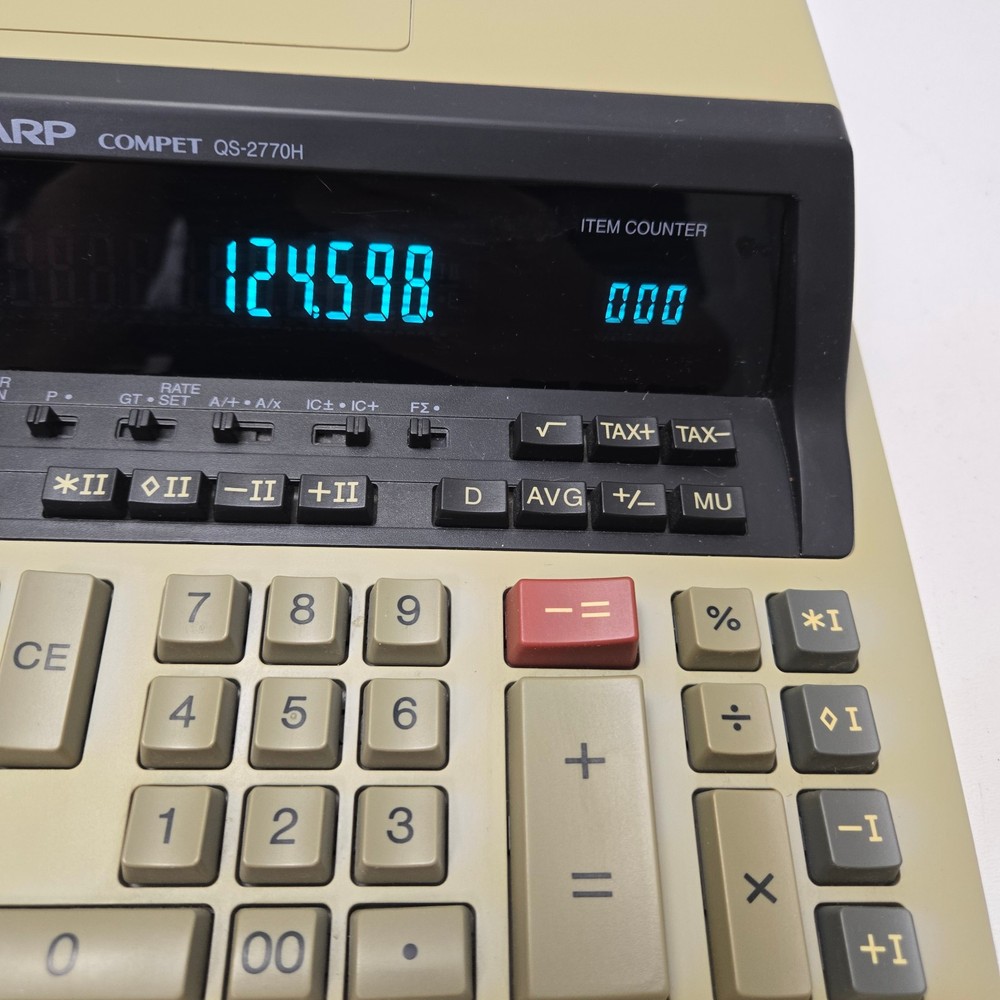 ARP COMPET QS-2770H
ITEM COUNTER
124,598. 000
R
N
P • GT • RATE SET A/+ • A/x IC± • IC+ FΣ •
√ TAX+ TAX−
*II ◊II −II +II D AVG +/− MU
CE 7 8 9 −= % *I
4 5 6 ÷ ◊I
+
1 2 3 −I
= ×
0 00 • +I